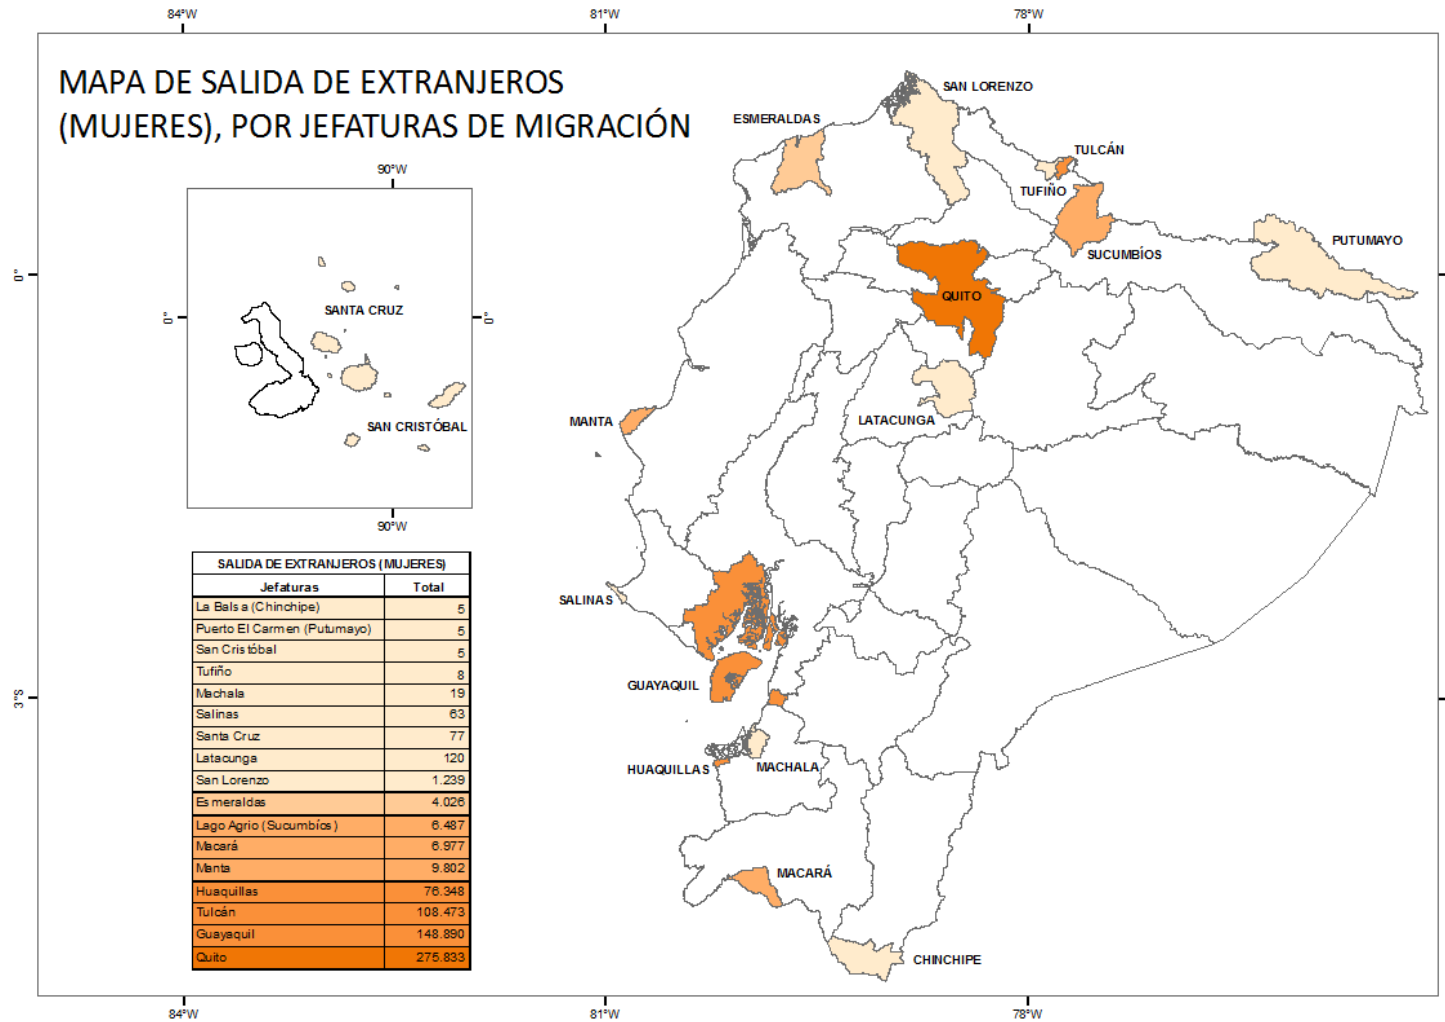 84°W
81°W
78°W
MAPA DE SALIDA DE EXTRANJEROS
(MUJERES), POR JEFATURAS DE MIGRACIÓN
SAN LORENZO
ESMERALDAS
TULCÁN
TUFIÑO
SUCUMBÍOS
PUTUMAYO
QUITO
LATACUNGA
MANTA
SALINAS
GUAYAQUIL
HUAQUILLAS
MACHALA
MACARÁ
CHINCHIPE
90°W
0°
0°
0°
SANTA CRUZ
SAN CRISTÓBAL
90°W
3°S
SALIDA DE EXTRANJEROS (MUJERES)
Jefaturas Total
La Balsa (Chinchipe) 5
Puerto El Carmen (Putumayo) 5
San Cristóbal 5
Tufiño 8
Machala 19
Salinas 63
Santa Cruz 77
Latacunga 120
San Lorenzo 1.239
Esmeraldas 4.026
Lago Agrio (Sucumbíos) 6.487
Macará 6.977
Manta 9.802
Huaquillas 76.348
Tulcán 108.473
Guayaquil 148.890
Quito 275.833
84°W
81°W
78°W